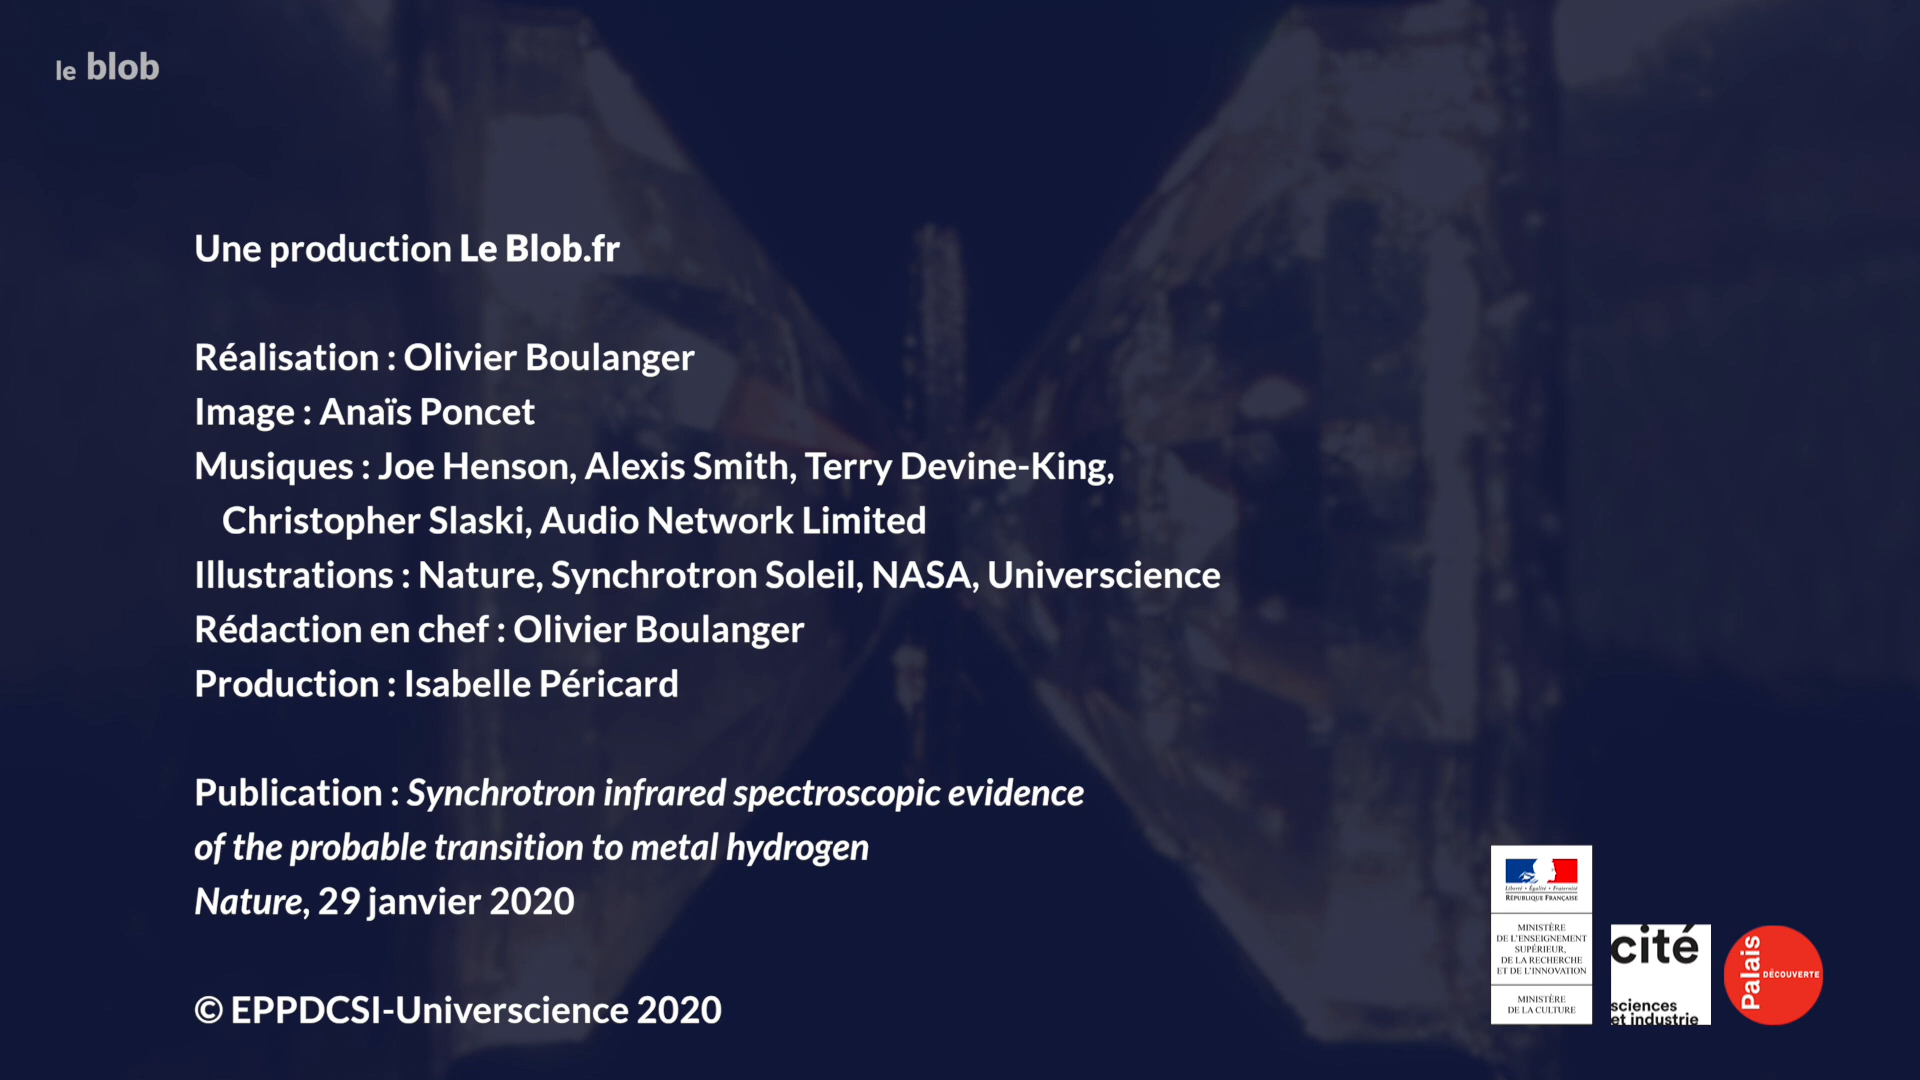 le blob
Une production Le Blob.fr
Réalisation : Olivier Boulanger
Image : Anaïs Poncet
Musiques : Joe Henson, Alexis Smith, Terry Devine-King,
Christopher Slaski, Audio Network Limited
Illustrations : Nature, Synchrotron Soleil, NASA, Universcience
Rédaction en chef : Olivier Boulanger
Production : Isabelle Péricard
Publication : Synchrotron infrared spectroscopic evidence
of the probable transition to metal hydrogen
Nature, 29 janvier 2020
© EPPDCSI-Universcience 2020
Liberté • Égalité • Fraternité
RÉPUBLIQUE FRANÇAISE
MINISTÈRE
DE L'ENSEIGNEMENT
SUPÉRIEUR,
DE LA RECHERCHE
ET DE L'INNOVATION
MINISTÈRE
DE LA CULTURE
cité
sciences
et industrie
Palais
DÉCOUVERTE